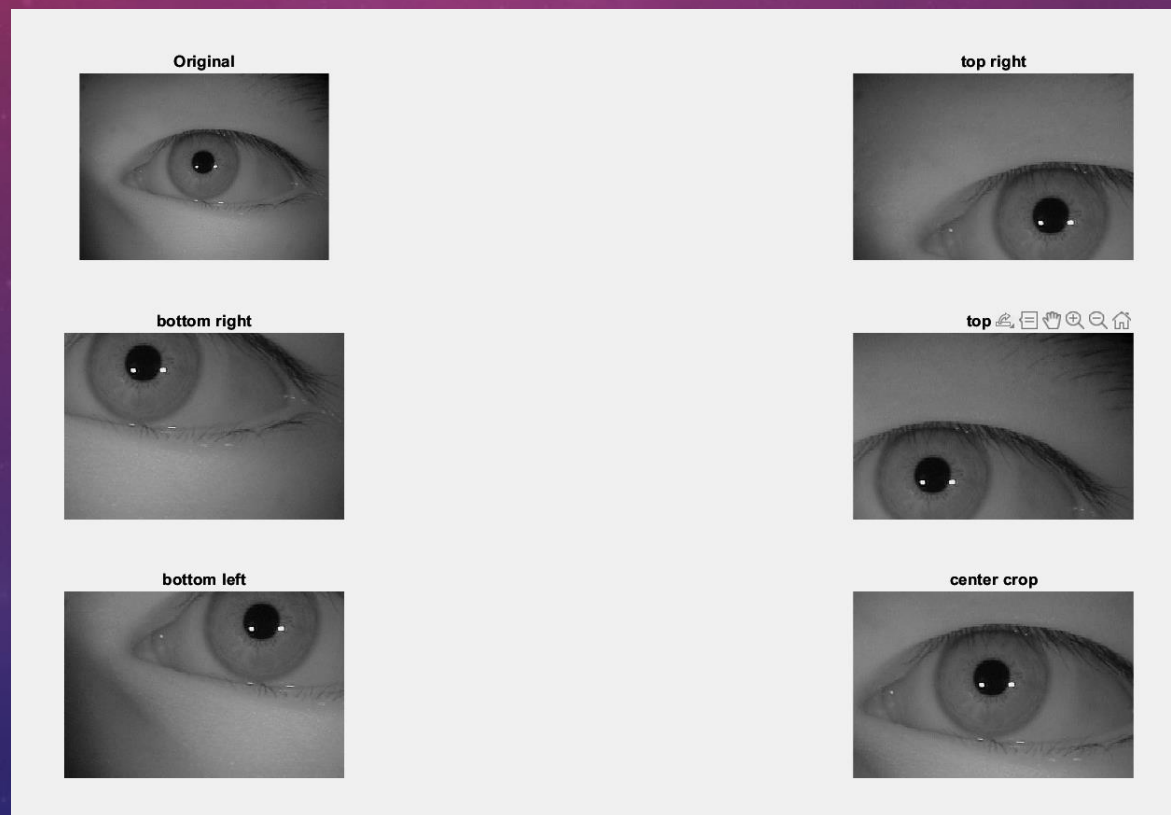 Original
top right
bottom right
top
bottom left
center crop